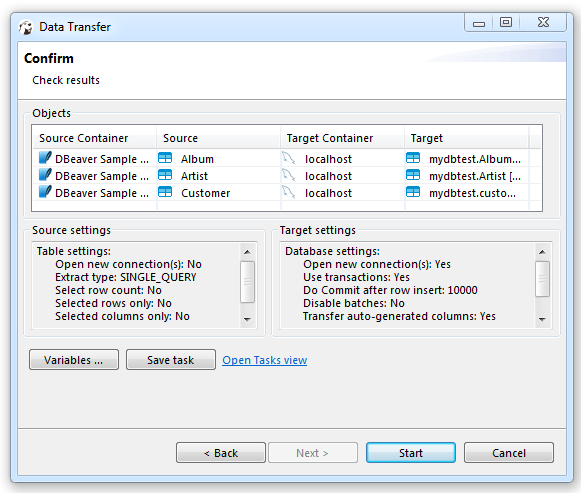 Data Transfer
Confirm
Check results
Objects
Source Container Source Target Container Target
DBeaver Sample ... Album localhost mydbtest.Album...
DBeaver Sample ... Artist localhost mydbtest.Artist [...
DBeaver Sample ... Customer localhost mydbtest.custo...
Source settings
Table settings:
Open new connection(s): No
Extract type: SINGLE_QUERY
Select row count: No
Selected rows only: No
Selected columns only: No
Target settings
Database settings:
Open new connection(s): Yes
Use transactions: Yes
Do Commit after row insert: 10000
Disable batches: No
Transfer auto-generated columns: Yes
Variables ... Save task Open Tasks view
< Back Next > Start Cancel